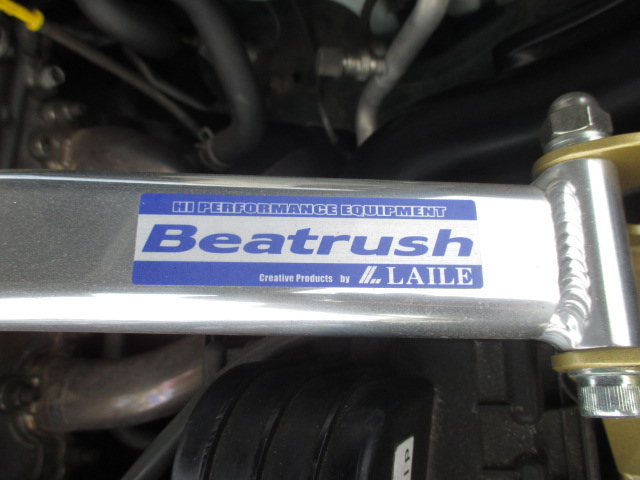 HI PERFORMANCE EQUIPMENT
Beatrush
Creative Products by LAILE